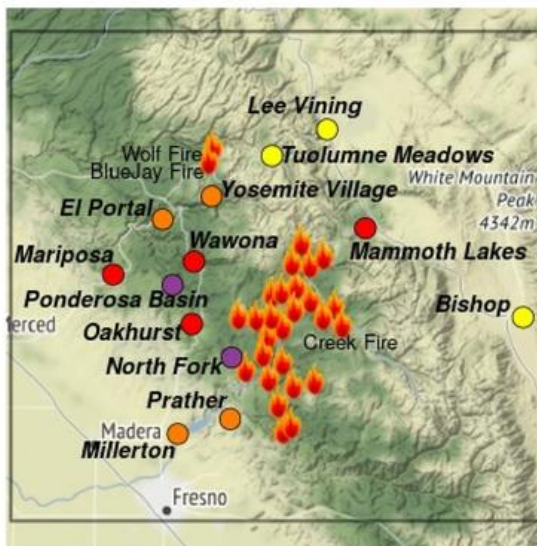 Lee Vining
Wolf Fire
Tuolumne Meadows
BlueJay Fire
White Mountain
Peak
4342m
Yosemite Village
El Portal
Wawona
Mammoth Lakes
Mariposa
Ponderosa Basin
Bishop
Oakhurst
Creek Fire
North Fork
Prather
Madera
Millerton
Fresno